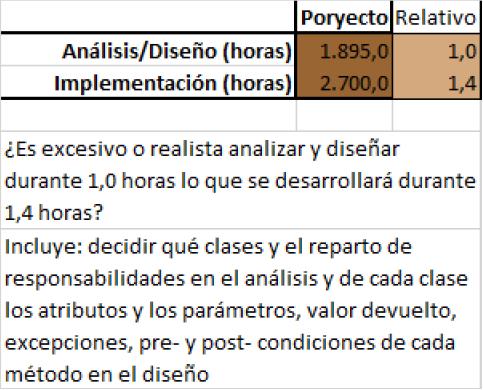 Poryecto Relativo
Análisis/Diseño (horas) 1.895,0 1,0
Implementación (horas) 2.700,0 1,4
¿Es excesivo o realista analizar y diseñar
durante 1,0 horas lo que se desarrollará durante
1,4 horas?
Incluye: decidir qué clases y el reparto de
responsabilidades en el análisis y de cada clase
los atributos y los parámetros, valor devuelto,
excepciones, pre- y post- condiciones de cada
método en el diseño